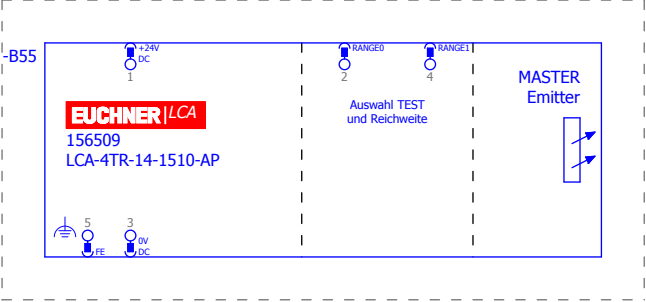 -B55
+24V
DC
1
RANGE0
2
RANGE1
4
MASTER
Emitter
EUCHNER LCA
156509
LCA-4TR-14-1510-AP
Auswahl TEST
und Reichweite
5
FE
3
0V
DC